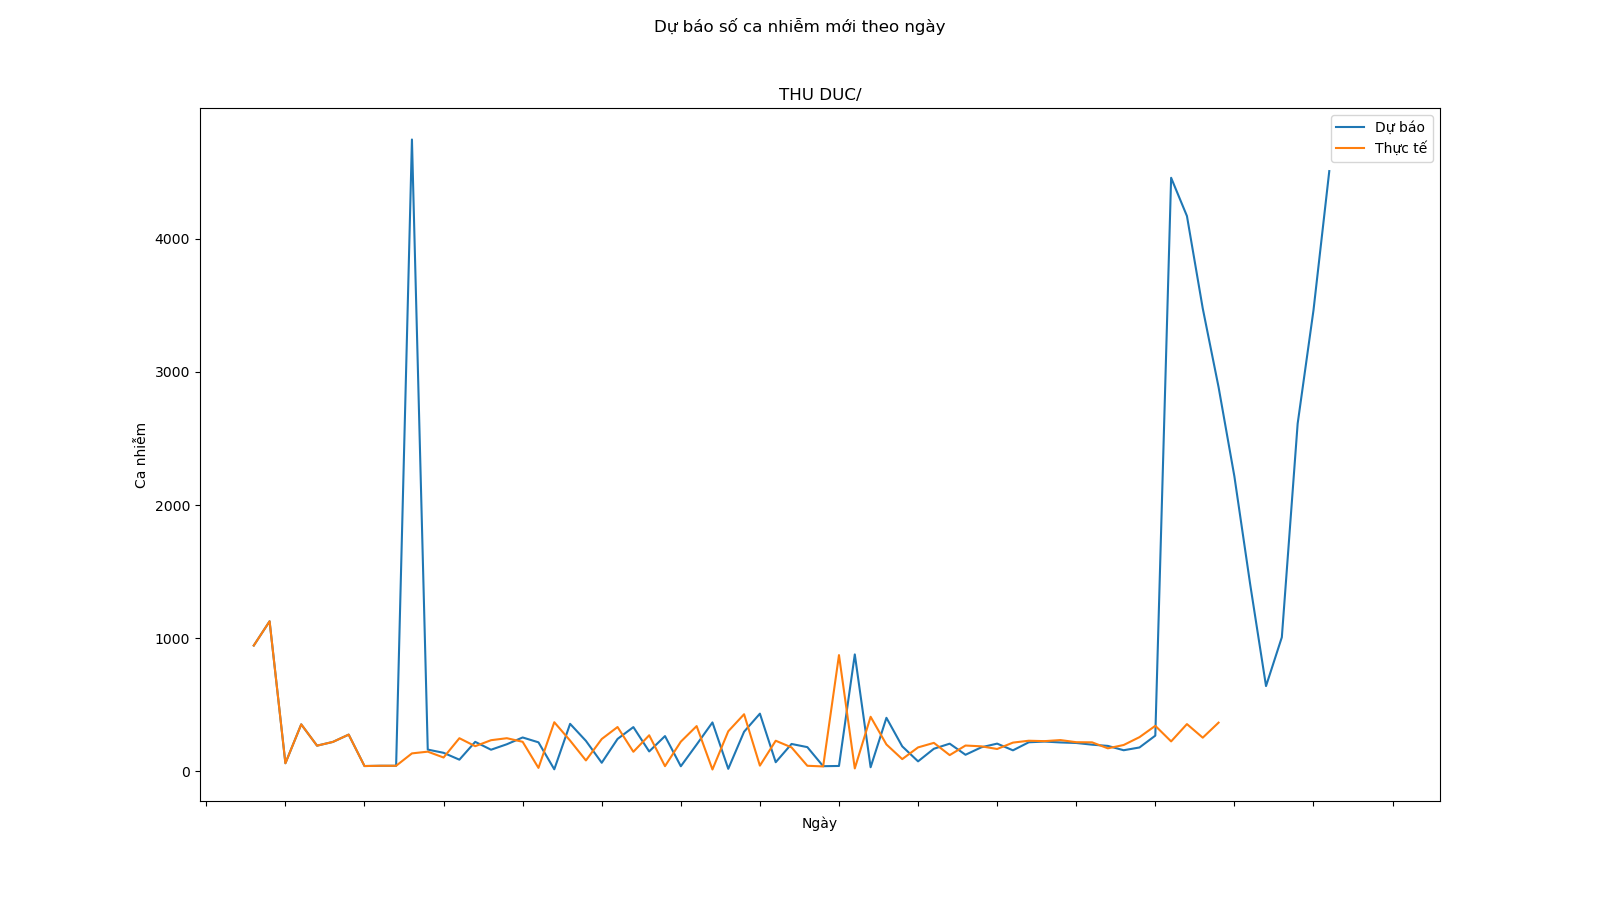 Dự báo số ca nhiễm mới theo ngày
THU DUC/
Dự báo
Thực tế
4000
3000
2000
1000
0
Ca nhiễm
Ngày